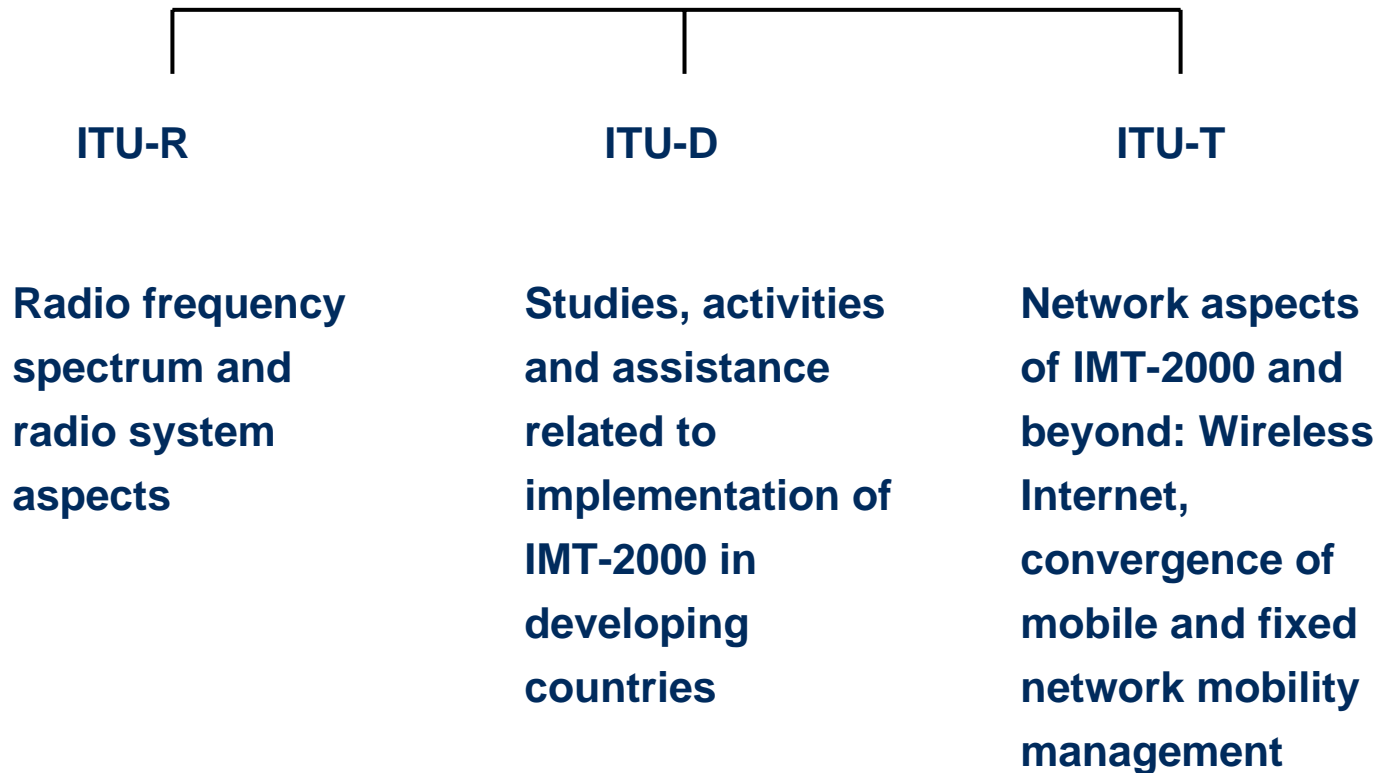 ITU-R
ITU-D
ITU-T
Radio frequency
spectrum and
radio system
aspects
Studies, activities
and assistance
related to
implementation of
IMT-2000 in
developing
countries
Network aspects
of IMT-2000 and
beyond: Wireless
Internet,
convergence of
mobile and fixed
network mobility
management